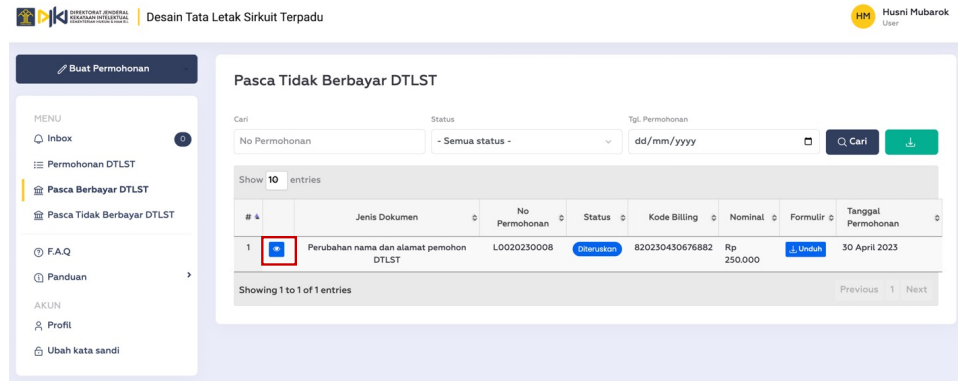 DIREKTORAT JENDERAL
KEKAYAAN INTELEKTUAL
KEMENTERIAN HUKUM & HAM R.I.
Desain Tata Letak Sirkuit Terpadu
HM
Husni Mubarok
User
Buat Permohonan
MENU
Inbox 0
Permohonan DTLST
Pasca Berbayar DTLST
Pasca Tidak Berbayar DTLST
F.A.Q
Panduan
AKUN
Profil
Ubah kata sandi
Pasca Tidak Berbayar DTLST
Cari Status Tgl. Permohonan
No Permohonan - Semua status - dd/mm/yyyy Cari
Show 10 entries
# Jenis Dokumen No Permohonan Status Kode Billing Nominal Formulir Tanggal Permohonan
1 Perubahan nama dan alamat pemohon DTLST L0020230008 Diteruskan 820230430676882 Rp 250.000 Unduh 30 April 2023
Showing 1 to 1 of 1 entries
Previous 1 Next